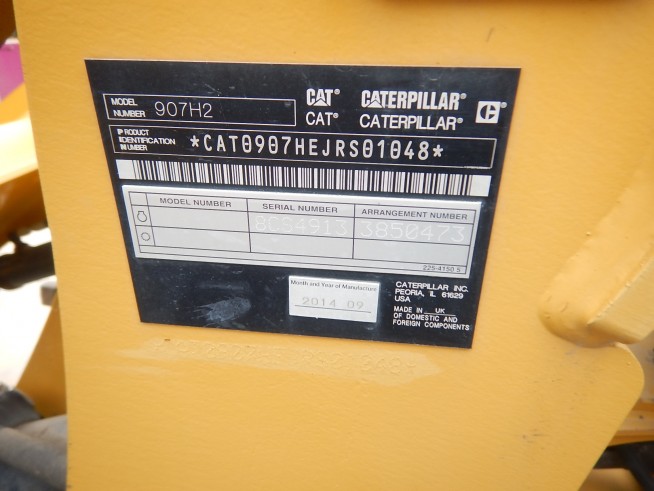 MODEL NUMBER 907H2
CAT® CATERPILLAR® C®
CAT® CATERPILLAR®
PRODUCT IDENTIFICATION NUMBER *CAT0907HEJRS01048*
MODEL NUMBER SERIAL NUMBER ARRANGEMENT NUMBER
8CS4913 3850473
225-4150 5
Month and Year of Manufacture
2014 09
CATERPILLAR INC.
PEORIA, IL 61629
USA
MADE IN UK
OF DOMESTIC AND
FOREIGN COMPONENTS